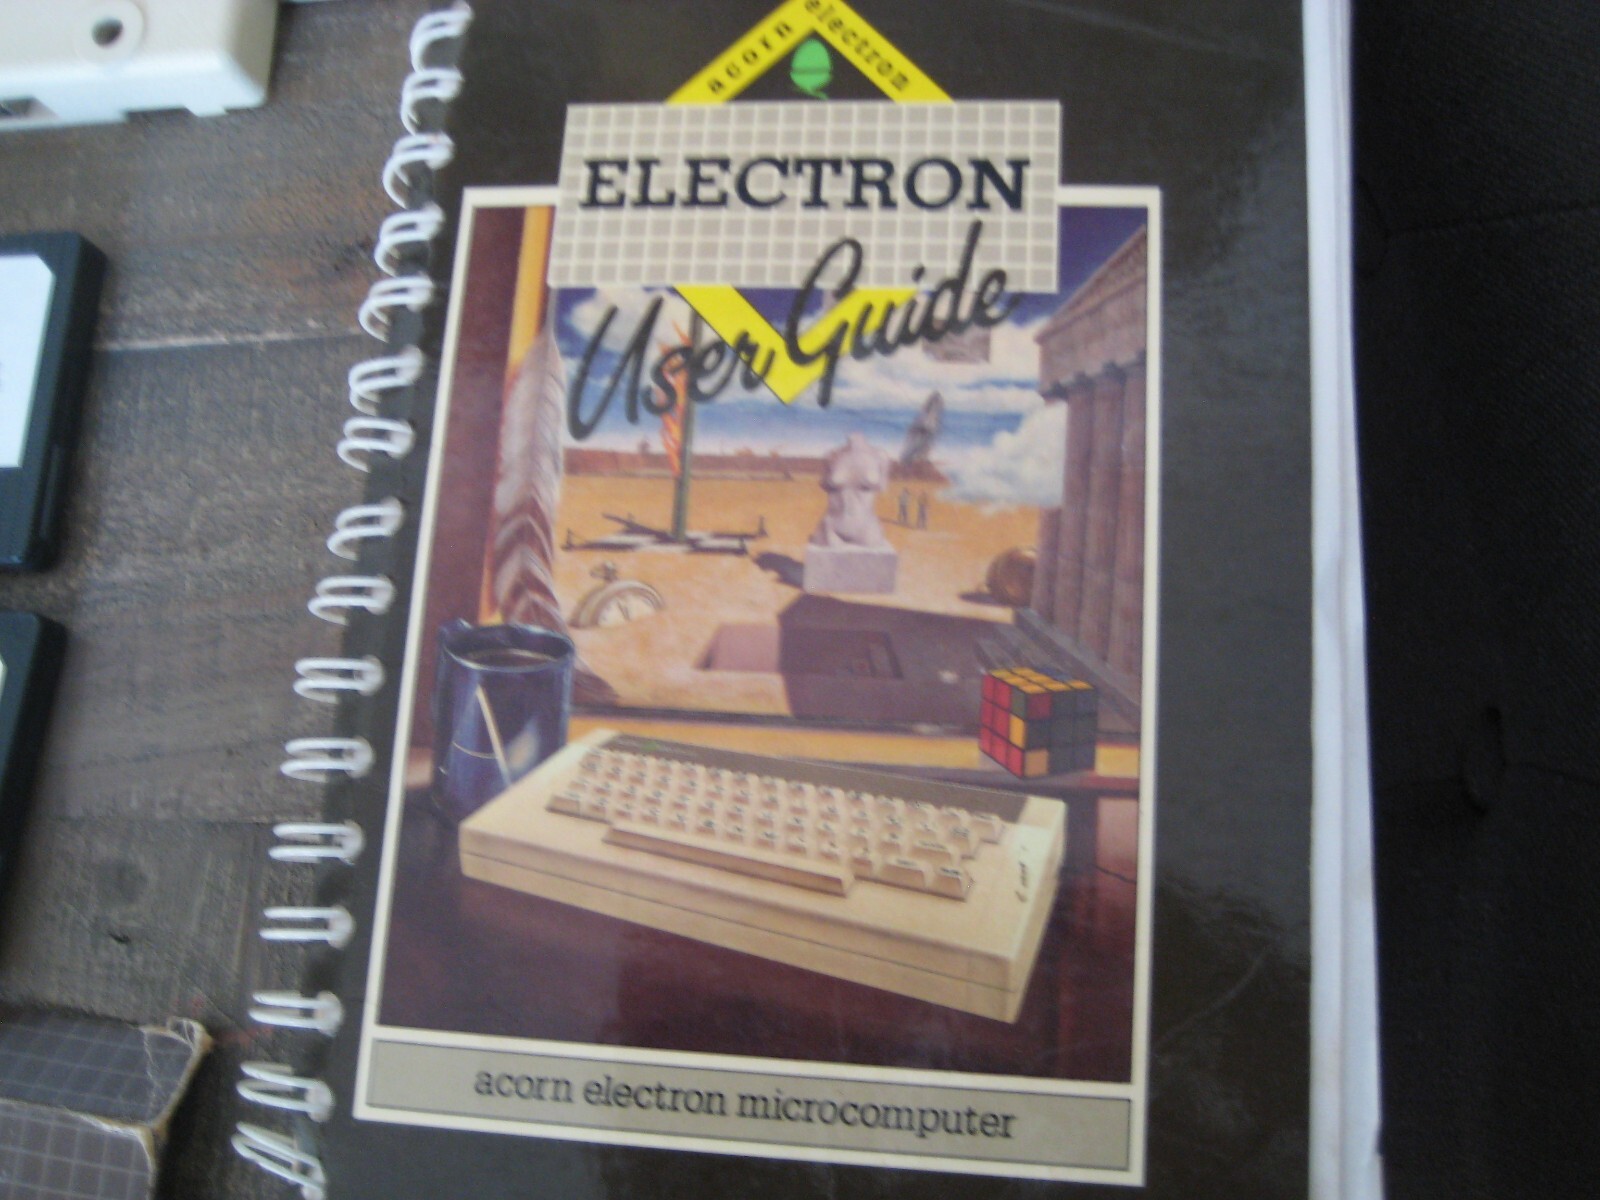 acorn electron
ELECTRON
User Guide
acorn electron microcomputer